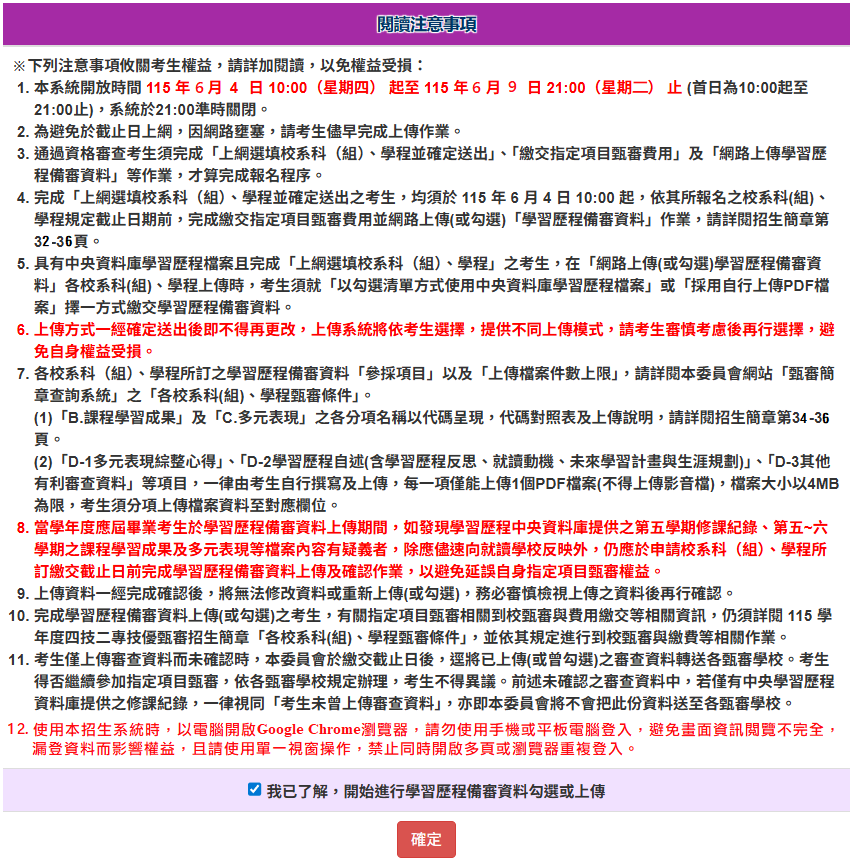 閱讀注意事項
※下列注意事項攸關考生權益，請詳加閱讀，以免權益受損：
1. 本系統開放時間 115 年 6 月 4 日 10:00（星期四） 起至 115 年 6 月 9 日 21:00（星期二） 止 (首日為10:00起至
21:00止)，系統於21:00準時關閉。
2. 為避免於截止日上網，因網路壅塞，請考生儘早完成上傳作業。
3. 通過資格審查考生須完成「上網選填校系科（組）、學程並確定送出」、「繳交指定項目甄審費用」及「網路上傳學習歷
程備審資料」等作業，才算完成報名程序。
4. 完成「上網選填校系科（組）、學程並確定送出之考生，均須於 115 年 6 月 4 日 10:00 起，依其所報名之校系科(組)、
學程規定截止日期前，完成繳交指定項目甄審費用並網路上傳(或勾選)「學習歷程備審資料」作業，請詳閱招生簡章第
32-36頁。
5. 具有中央資料庫學習歷程檔案且完成「上網選填校系科（組）、學程」之考生，在「網路上傳(或勾選)學習歷程備審資
料」各校系科(組)、學程上傳時，考生須就「以勾選清單方式使用中央資料庫學習歷程檔案」或「採用自行上傳PDF檔
案」擇一方式繳交學習歷程備審資料。
6. 上傳方式一經確定送出後即不得再更改，上傳系統將依考生選擇，提供不同上傳模式，請考生審慎考慮後再行選擇，避
免自身權益受損。
7. 各校系科（組）、學程所訂之學習歷程備審資料「參採項目」以及「上傳檔案件數上限」，請詳閱本委員會網站「甄審簡
章查詢系統」之「各校系科(組)、學程甄審條件」。
(1)「B.課程學習成果」及「C.多元表現」之各分項名稱以代碼呈現，代碼對照表及上傳說明，請詳閱招生簡章第34-36
頁。
(2)「D-1多元表現綜整心得」、「D-2學習歷程自述(含學習歷程反思、就讀動機、未來學習計畫與生涯規劃)」、「D-3其他
有利審查資料」等項目，一律由考生自行撰寫及上傳，每一項僅能上傳1個PDF檔案(不得上傳影音檔)，檔案大小以4MB
為限，考生須分項上傳檔案資料至對應欄位。
8. 當學年度應屆畢業考生於學習歷程備審資料上傳期間，如發現學習歷程中央資料庫提供之第五學期修課紀錄、第五~六
學期之課程學習成果及多元表現等檔案內容有疑義者，除應儘速向就讀學校反映外，仍應於申請校系科（組）、學程所
訂繳交截止日前完成學習歷程備審資料上傳及確認作業，以避免延誤自身指定項目甄審權益。
9. 上傳資料一經完成確認後，將無法修改資料或重新上傳(或勾選)，務必審慎檢視上傳之資料後再行確認。
10. 完成學習歷程備審資料上傳(或勾選)之考生，有關指定項目甄審相關到校甄審與費用繳交等相關資訊，仍須詳閱 115 學
年度四技二專技優甄審招生簡章「各校系科(組)、學程甄審條件」，並依其規定進行到校甄審與繳費等相關作業。
11. 考生僅上傳審查資料而未確認時，本委員會於繳交截止日後，逕將已上傳(或曾勾選)之審查資料轉送各甄審學校。考生
得否繼續參加指定項目甄審，依各甄審學校規定辦理，考生不得異議。前述未確認之審查資料中，若僅有中央學習歷程
資料庫提供之修課紀錄，一律視同「考生未曾上傳審查資料」，亦即本委員會將不會把此份資料送至各甄審學校。
12. 使用本招生系統時，以電腦開啟Google Chrome瀏覽器，請勿使用手機或平板電腦登入，避免畫面資訊閱覽不完全，
漏登資料而影響權益，且請使用單一視窗操作，禁止同時開啟多頁或瀏覽器重複登入。
我已了解，開始進行學習歷程備審資料勾選或上傳
確定